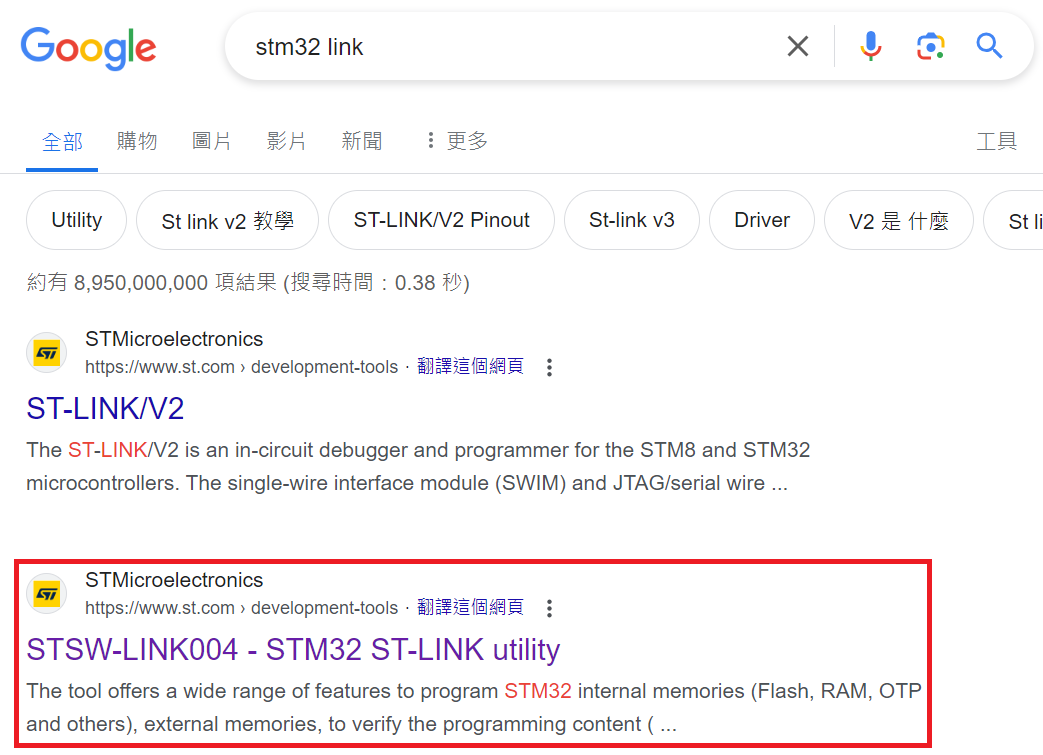 Google
stm32 link
全部 購物 圖片 影片 新聞 更多 工具
Utility St link v2 教學 ST-LINK/V2 Pinout St-link v3 Driver V2 是 什麼 St li
約有 8,950,000,000 項結果 (搜尋時間：0.38 秒)
STMicroelectronics
https://www.st.com › development-tools · 翻譯這個網頁
ST-LINK/V2
The ST-LINK/V2 is an in-circuit debugger and programmer for the STM8 and STM32
microcontrollers. The single-wire interface module (SWIM) and JTAG/serial wire ...
STMicroelectronics
https://www.st.com › development-tools · 翻譯這個網頁
STSW-LINK004 - STM32 ST-LINK utility
The tool offers a wide range of features to program STM32 internal memories (Flash, RAM, OTP
and others), external memories, to verify the programming content ( ...